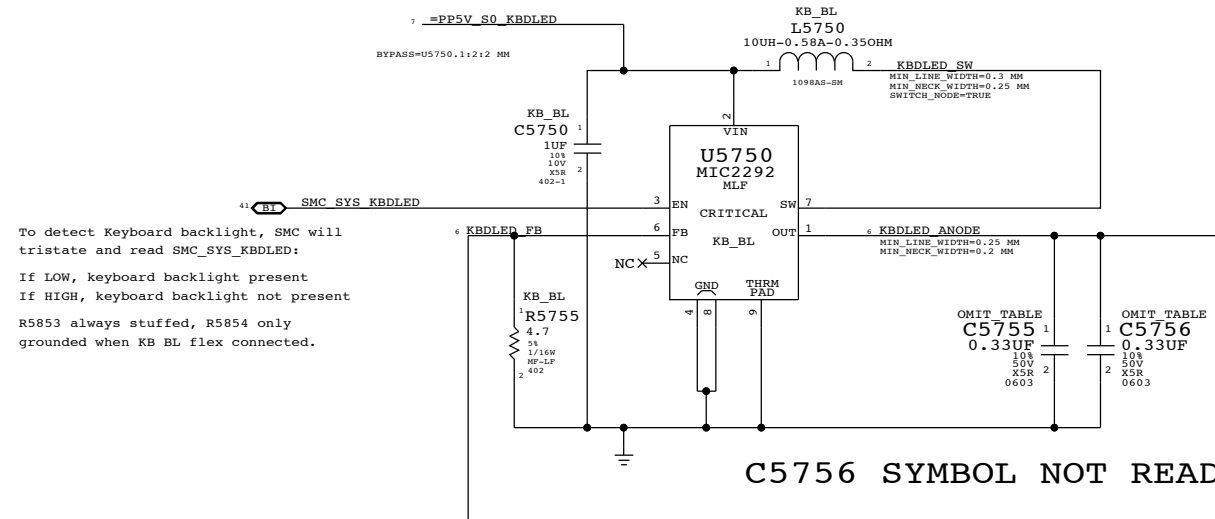 7 =PP5V_S0_KBDLED
BYPASS=U5750.1:2:2 MM
KB_BL
L5750
10UH-0.58A-0.35OHM
1 2
1098AS-SM
KBDLED_SW
MIN_LINE_WIDTH=0.3 MM
MIN_NECK_WIDTH=0.25 MM
SWITCH_NODE=TRUE
KB_BL
C5750 1
1UF
10%
10V
X5R 2
402-1
2
VIN
U5750
MIC2292
MLF
CRITICAL
KB_BL
3 EN
6 FB
5 NC
NC
SW 7
OUT 1
GND
THRM
PAD
4 8 9
41 BI SMC_SYS_KBDLED
6 KBDLED_FB
6 KBDLED_ANODE
MIN_LINE_WIDTH=0.25 MM
MIN_NECK_WIDTH=0.2 MM
To detect Keyboard backlight, SMC will
tristate and read SMC_SYS_KBDLED:
If LOW, keyboard backlight present
If HIGH, keyboard backlight not present
R5853 always stuffed, R5854 only
grounded when KB BL flex connected.
KB_BL
1 R5755
4.7
5%
1/16W
MF-LF
2 402
OMIT_TABLE
C5755 1
0.33UF
10%
50V
X5R 2
0603
OMIT_TABLE
1 C5756
0.33UF
10%
50V
2 X5R
0603
C5756 SYMBOL NOT READ